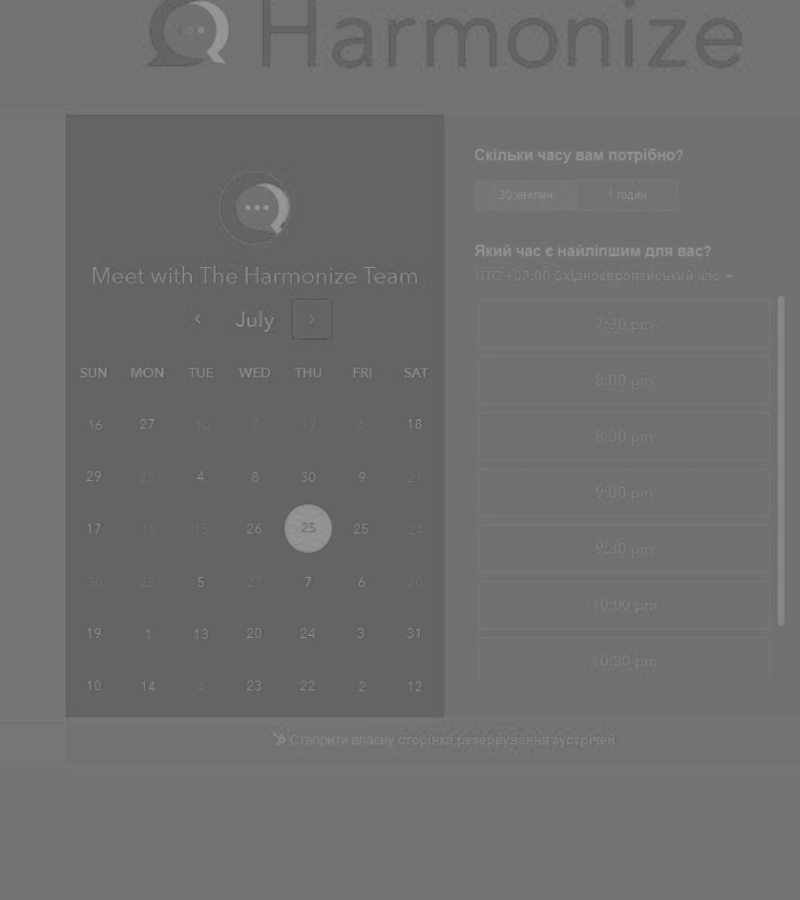 Harmonize
Meet with The Harmonize Team
July
SUN MON TUE WED THU FRI SAT
16 27 10 7 17 6 18
29 25 4 8 30 9 21
17 10 15 26 25 25 24
30 25 5 27 7 6 20
19 1 13 20 24 3 31
10 14 4 23 22 2 12
Скільки часу вам потрібно?
30 хвилин 1 годин
Який час є найліпшим для вас?
UTC +03:00 Східноєвропейський час
7:30 pm
8:00 pm
8:30 pm
9:00 pm
9:30 pm
10:00 pm
10:30 pm
Створити власну сторінка резервування зустрічей